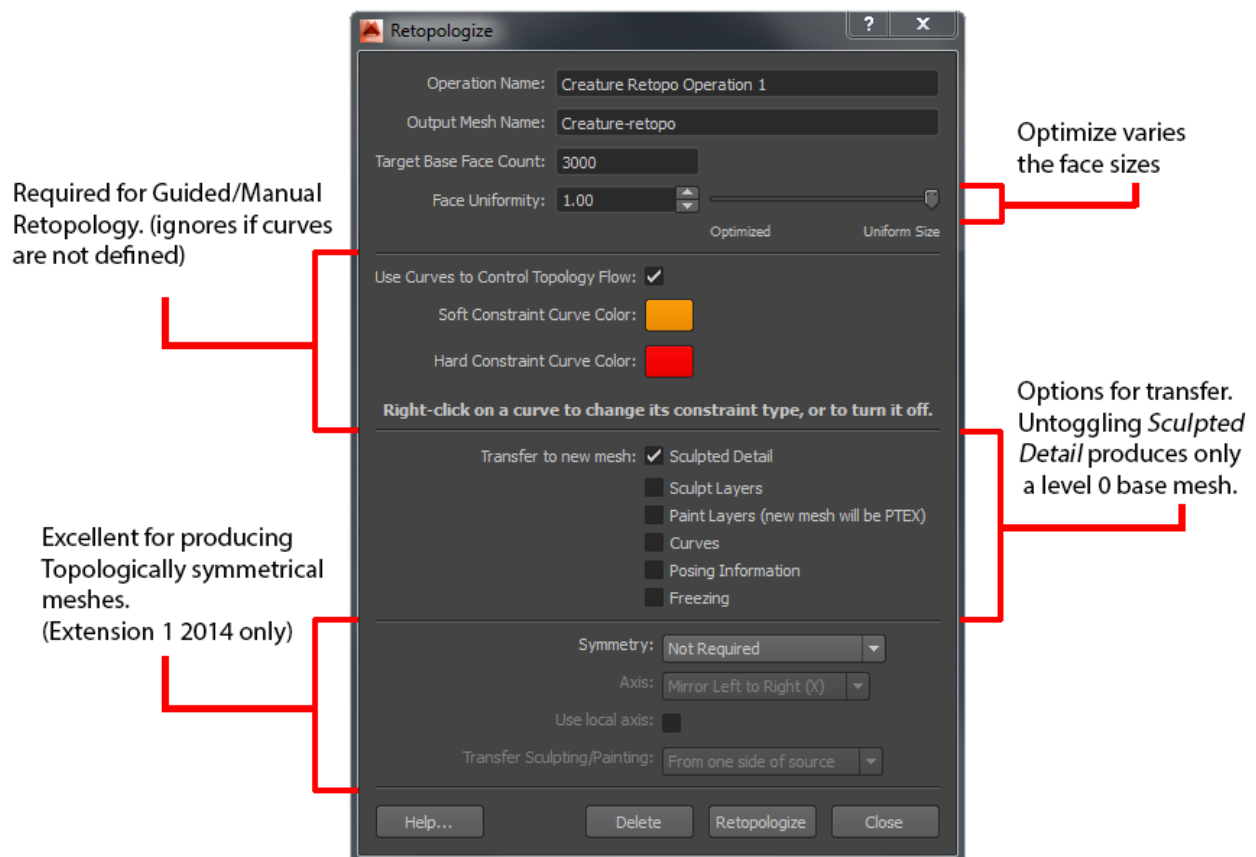 Retopologize
?
X
Operation Name: Creature Retopo Operation 1
Output Mesh Name: Creature-retopo
Target Base Face Count: 3000
Face Uniformity: 1.00
Optimized Uniform Size
Optimize varies
the face sizes
Required for Guided/Manual
Retopology. (ignores if curves
are not defined)
Use Curves to Control Topology Flow:
Soft Constraint Curve Color:
Hard Constraint Curve Color:
Right-click on a curve to change its constraint type, or to turn it off.
Transfer to new mesh: Sculpted Detail
Sculpt Layers
Paint Layers (new mesh will be PTEX)
Curves
Posing Information
Freezing
Options for transfer.
Untoggling Sculpted
Detail produces only
a level 0 base mesh.
Excellent for producing
Topologically symmetrical
meshes.
(Extension 1 2014 only)
Symmetry: Not Required
Axis: Mirror Left to Right (X)
Use local axis:
Transfer Sculpting/Painting: From one side of source
Help... Delete Retopologize Close